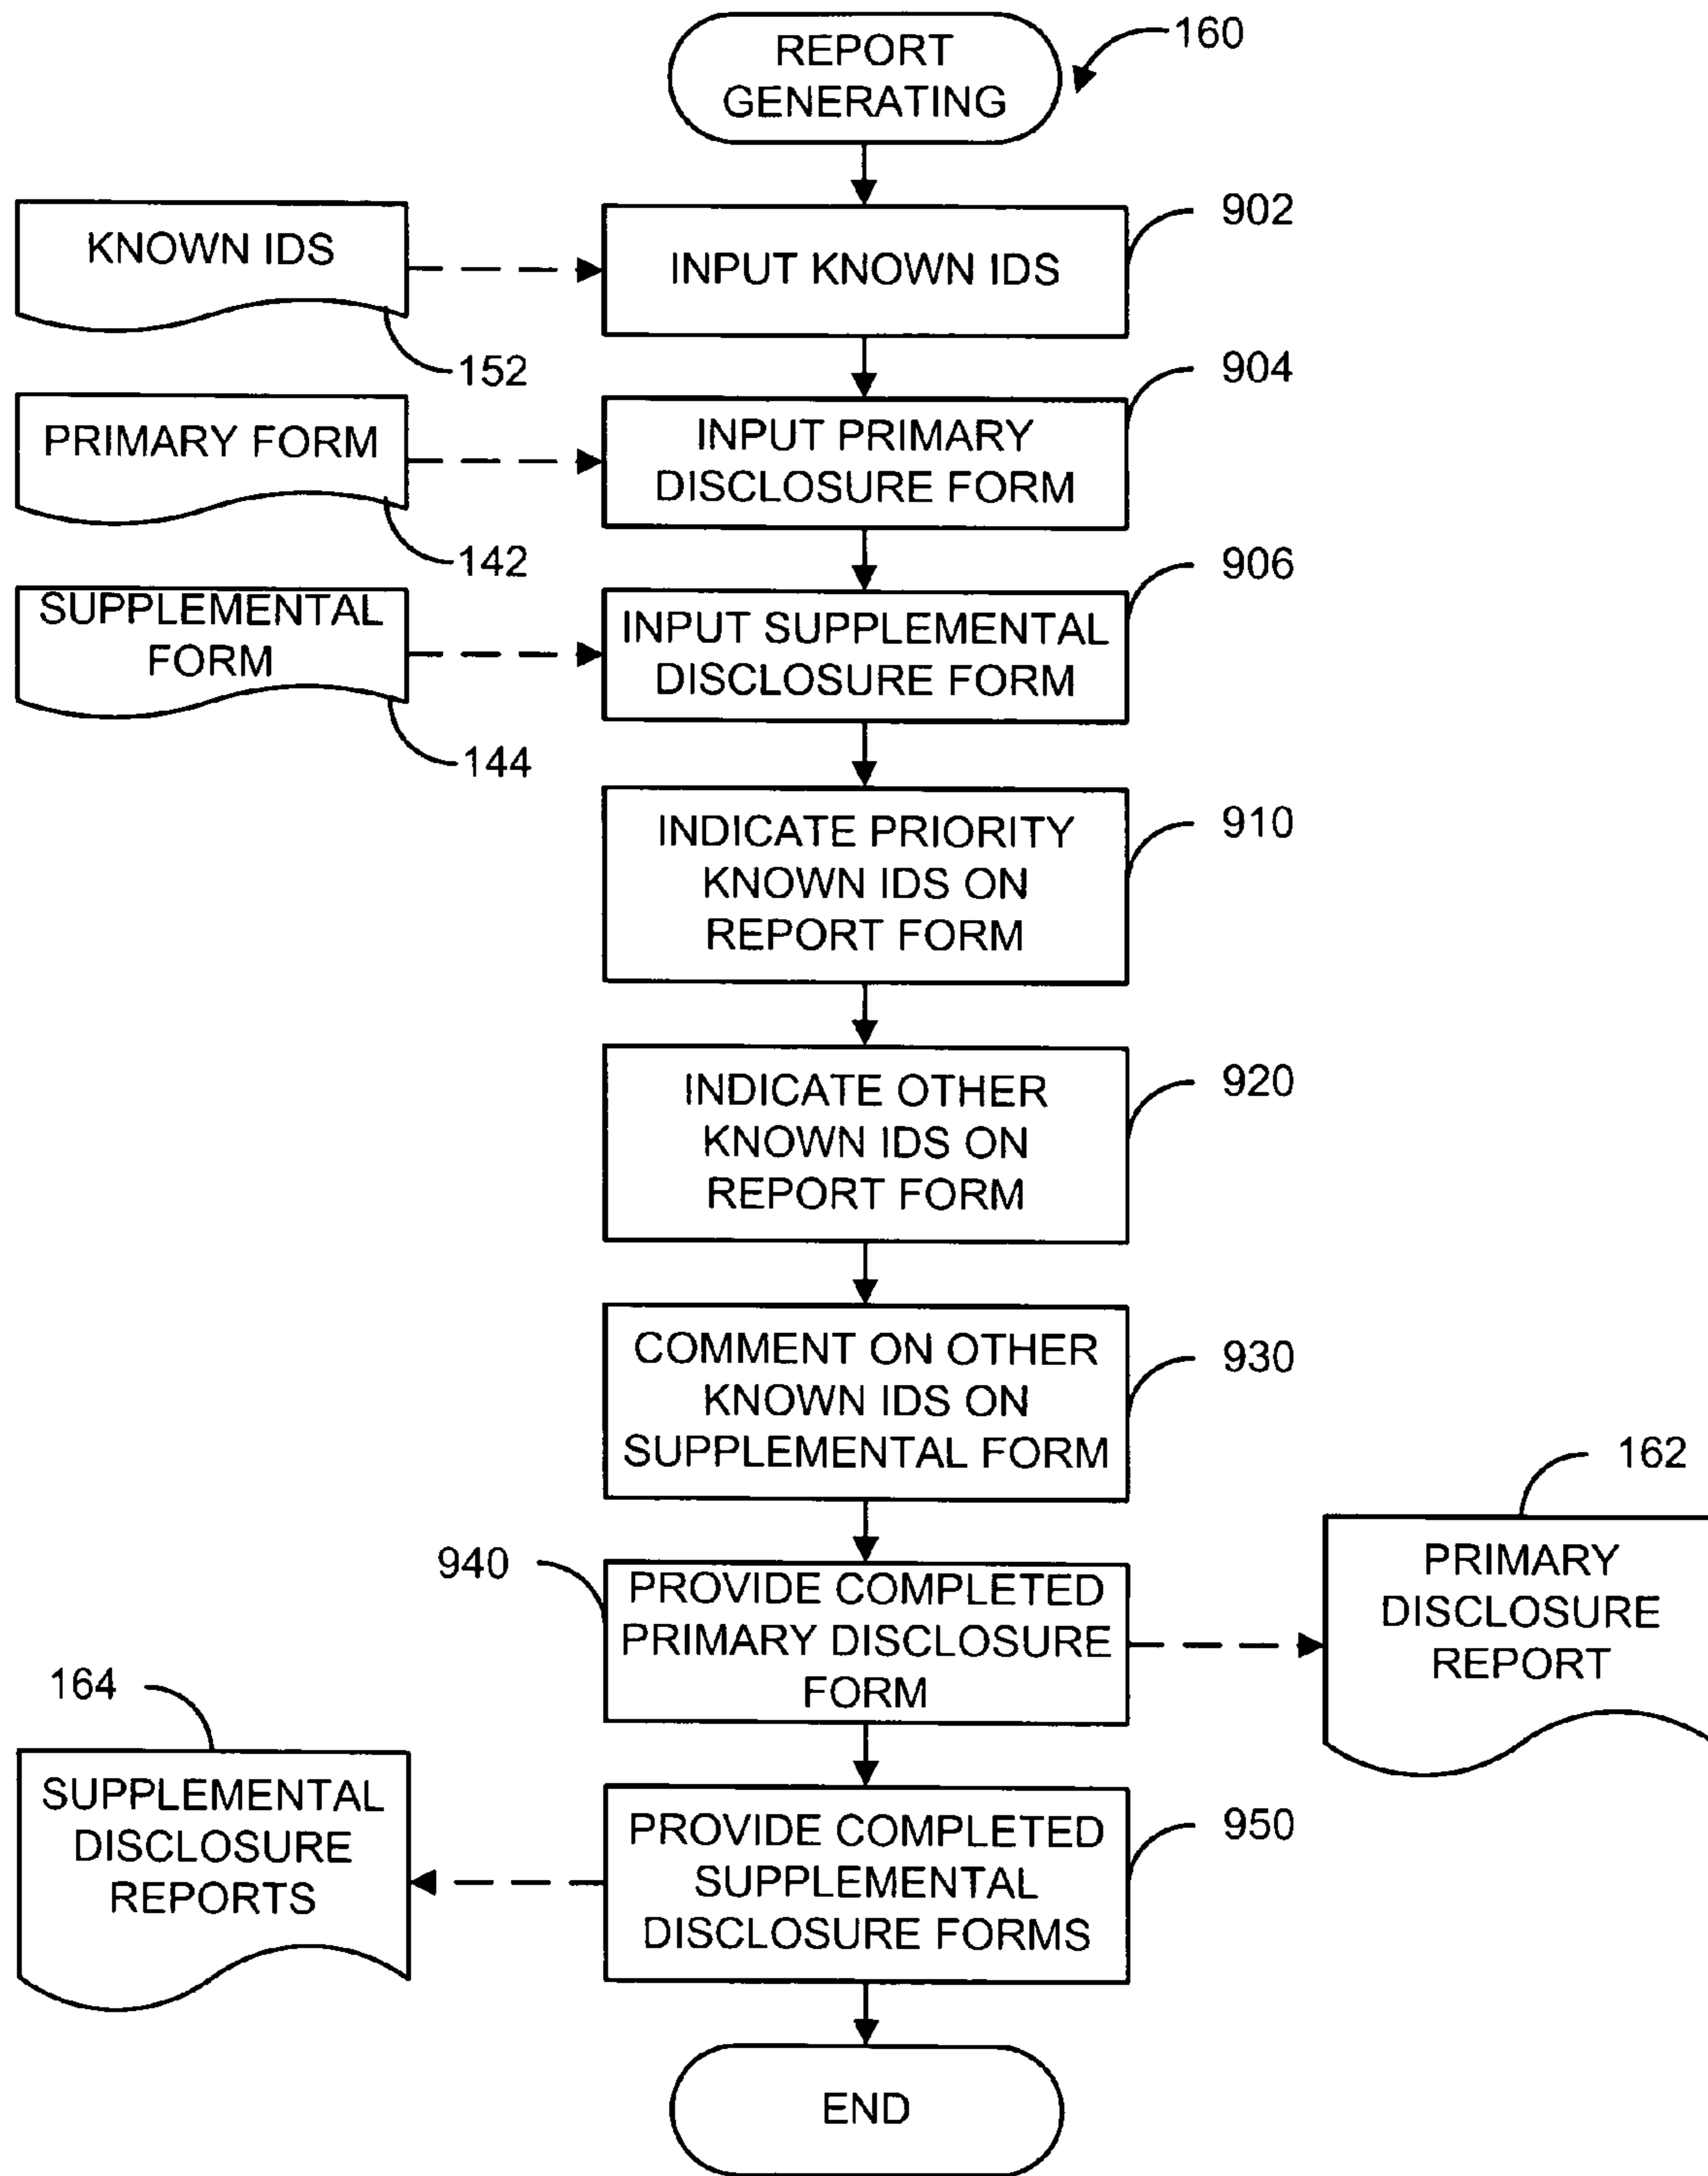 REPORT
GENERATING
160
KNOWN IDS
152
INPUT KNOWN IDS
902
PRIMARY FORM
142
INPUT PRIMARY
DISCLOSURE FORM
904
SUPPLEMENTAL
FORM
144
INPUT SUPPLEMENTAL
DISCLOSURE FORM
906
INDICATE PRIORITY
KNOWN IDS ON
REPORT FORM
910
INDICATE OTHER
KNOWN IDS ON
REPORT FORM
920
COMMENT ON OTHER
KNOWN IDS ON
SUPPLEMENTAL FORM
930
940
PROVIDE COMPLETED
PRIMARY DISCLOSURE
FORM
162
PRIMARY
DISCLOSURE
REPORT
164
SUPPLEMENTAL
DISCLOSURE
REPORTS
PROVIDE COMPLETED
SUPPLEMENTAL
DISCLOSURE FORMS
950
END